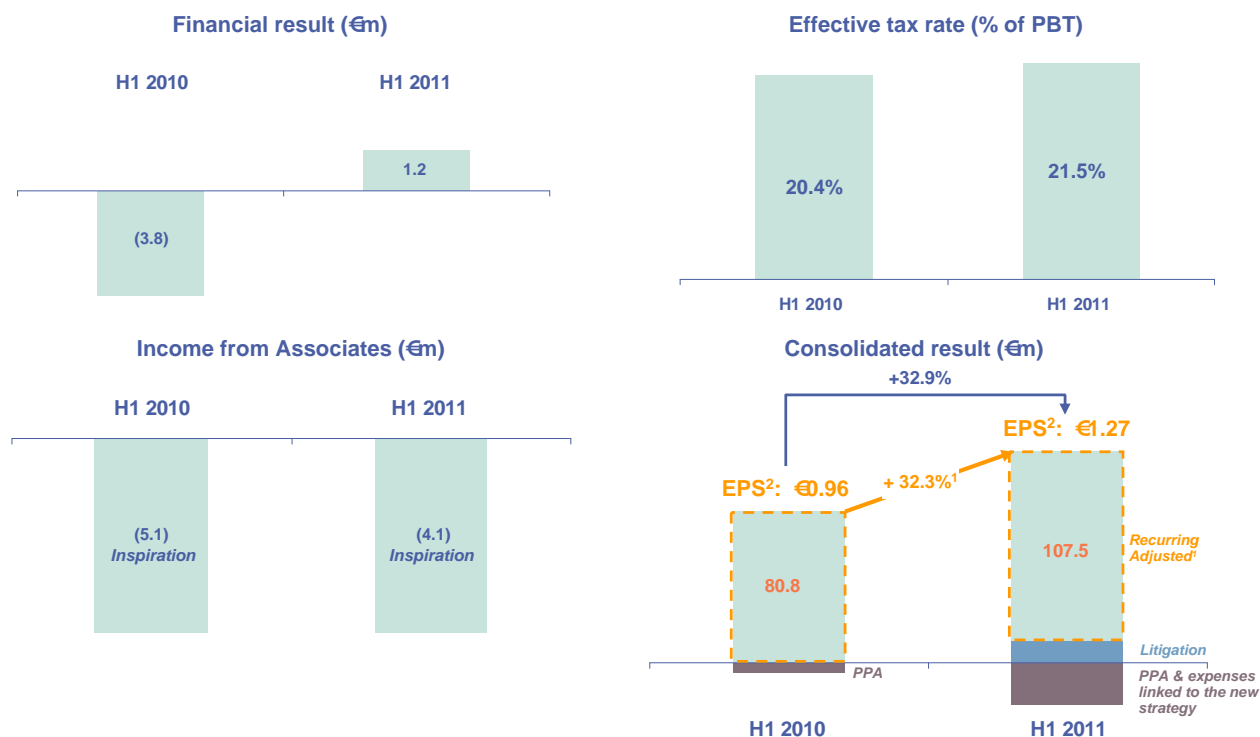 Financial result (€m)
H1 2010
H1 2011
1.2
(3.8)
Effective tax rate (% of PBT)
20.4%
21.5%
H1 2010
H1 2011
Income from Associates (€m)
H1 2010
H1 2011
(5.1)
Inspiration
(4.1)
Inspiration
Consolidated result (€m)
+32.9%
EPS²: €1.27
EPS²: €0.96
+ 32.3%¹
80.8
107.5
Recurring
Adjusted¹
Litigation
PPA
PPA & expenses
linked to the new
strategy
H1 2010
H1 2011